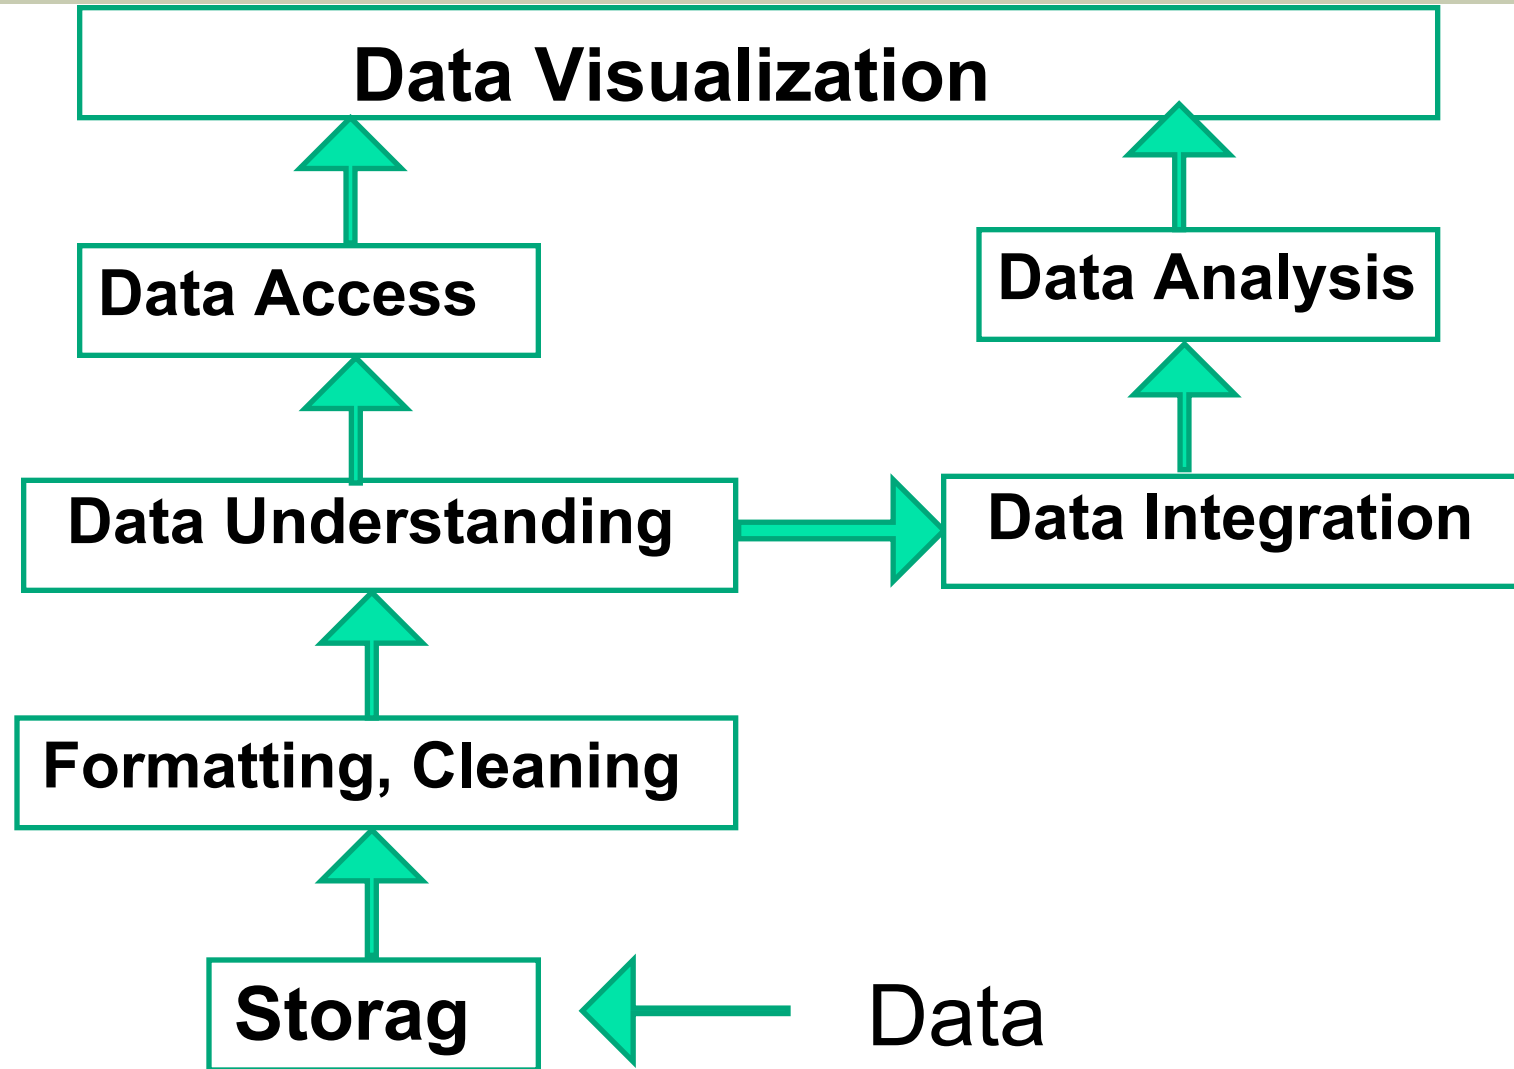 Data Visualization
Data Access
Data Analysis
Data Understanding
Data Integration
Formatting, Cleaning
Storag
Data